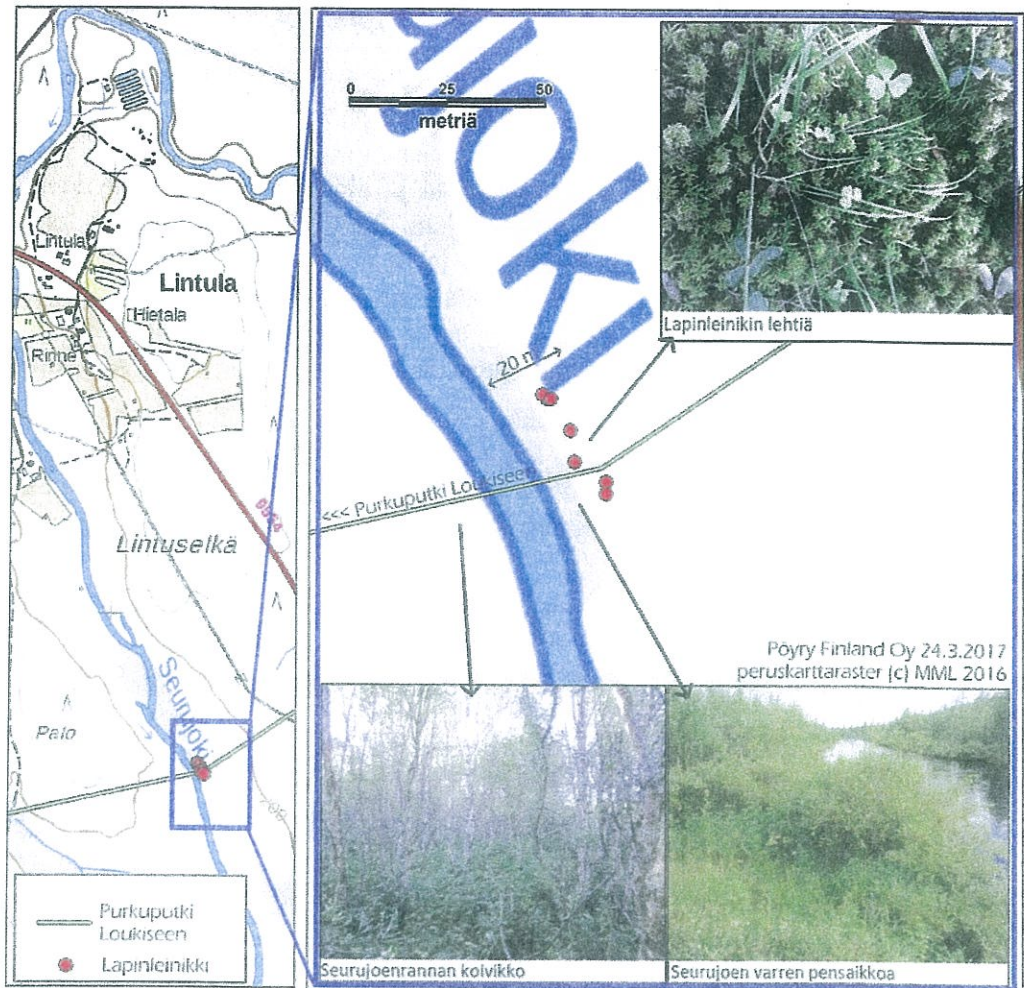 Lintula
Lintula
Hietala
Rinne
Lintuselkä
Seurujoki
Palo
Purkuputki
Loukiseen
Lapinleinikki
ujoki
0 25 50
metriä
Lapinleinikin lehtiä
20 m
<<< Purkuputki Loukiseen
Pöyry Finland Oy 24.3.2017
peruskarttaraster (c) MML 2016
Seurujoenrannan koivikko
Seurujoen varren pensaikkoa